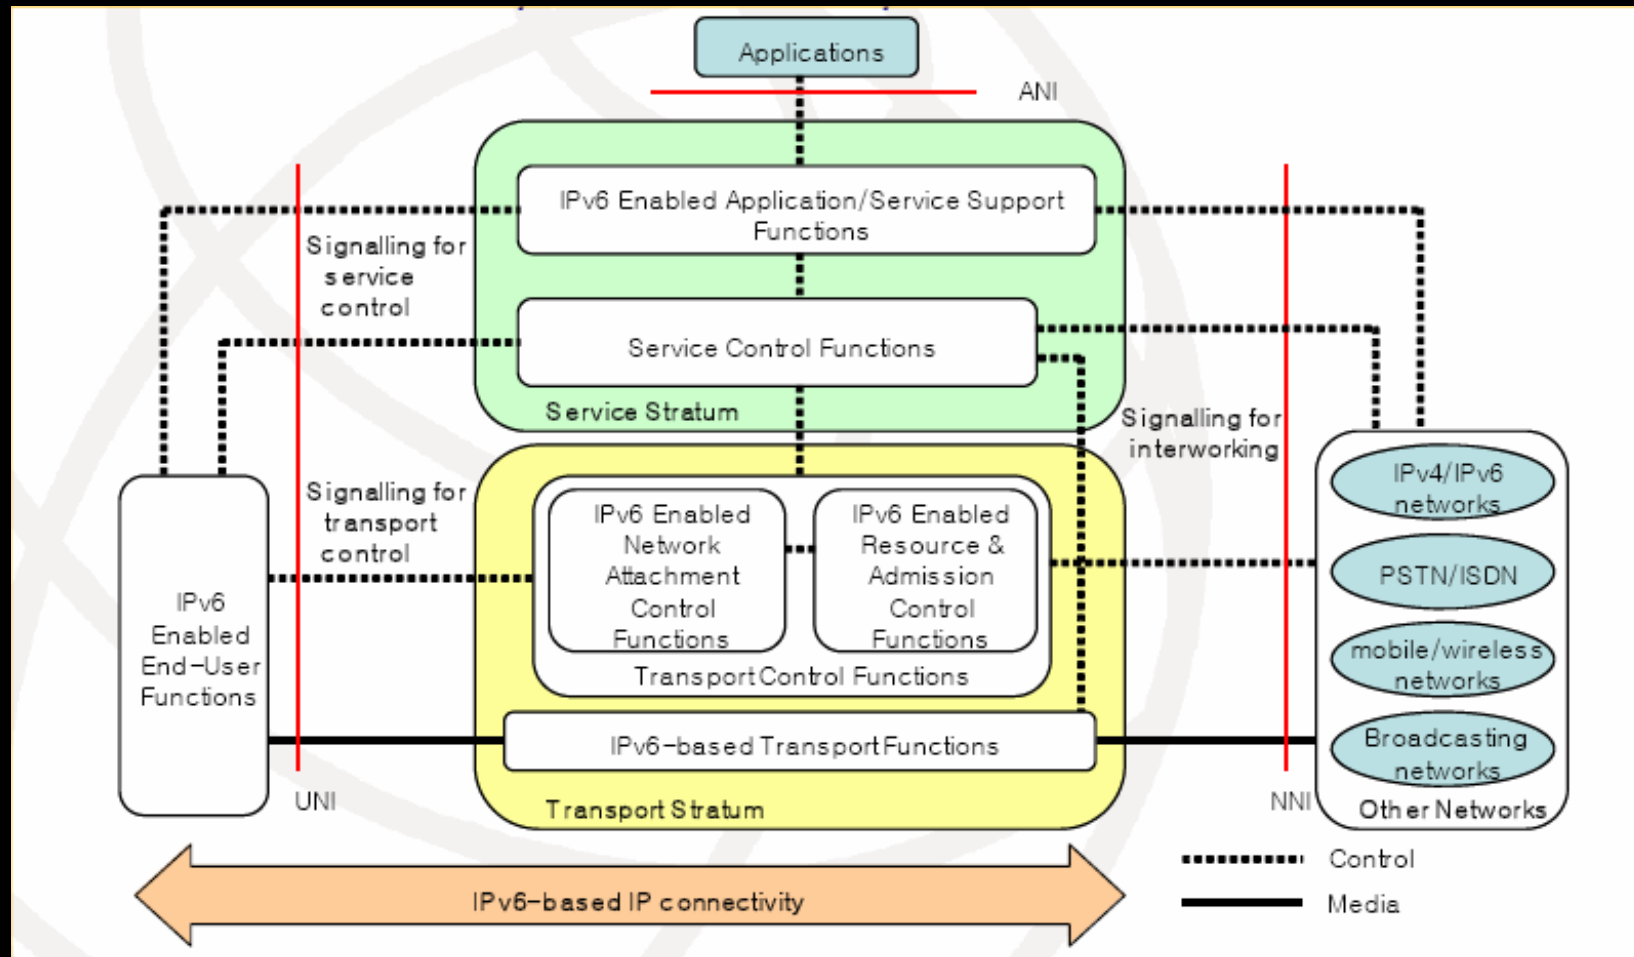 Applications
ANI
IPv6 Enabled Application/Service Support
Functions
Signalling for
service
control
Service Control Functions
Service Stratum
Signalling for
interworking
Signalling for
transport
control
IPv6 Enabled
Network
Attachment
Control
Functions
IPv6 Enabled
Resource &
Admission
Control
Functions
Transport Control Functions
IPv6
Enabled
End-User
Functions
IPv6-based Transport Functions
Transport Stratum
UNI
NNI
IPv4/IPv6
networks
PSTN/ISDN
mobile/wireless
networks
Broadcasting
networks
Other Networks
IPv6-based IP connectivity
Control
Media